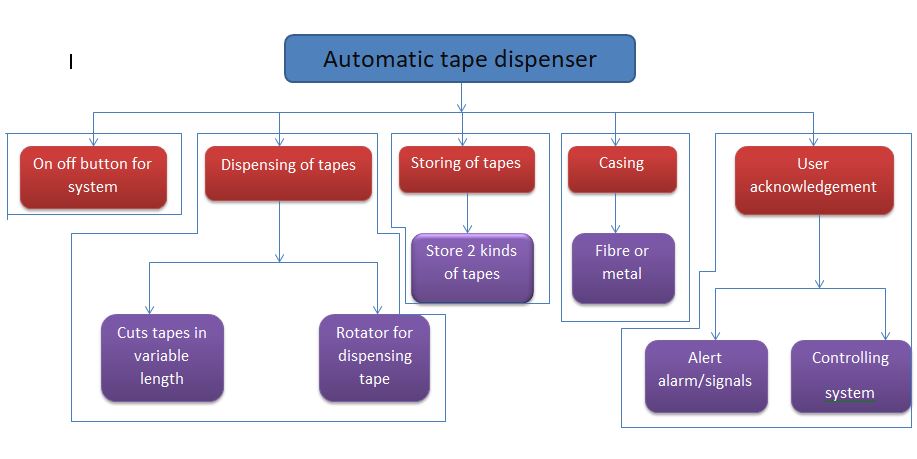 Automatic tape dispenser
On off button for
system
Dispensing of tapes
Storing of tapes
Casing
User
acknowledgement
Store 2 kinds
of tapes
Fibre or
metal
Cuts tapes in
variable
length
Rotator for
dispensing
tape
Alert
alarm/signals
Controlling
system